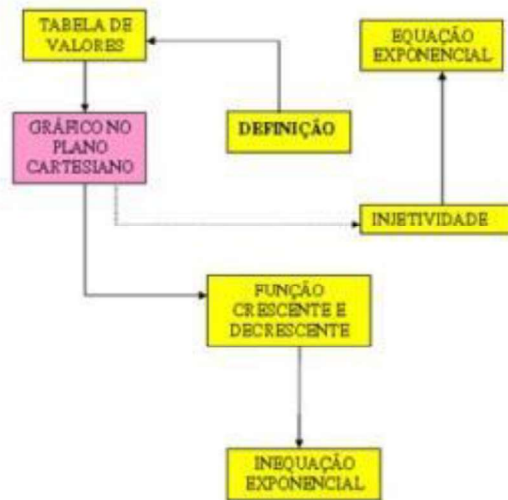 TABELA DE
VALORES
EQUAÇÃO
EXPONENCIAL
GRÁFICO NO
PLANO
CARTESIANO
DEFINIÇÃO
INJETIVIDADE
FUNÇÃO
CRESCENTE E
DECRESCENTE
INEQUAÇÃO
EXPONENCIAL